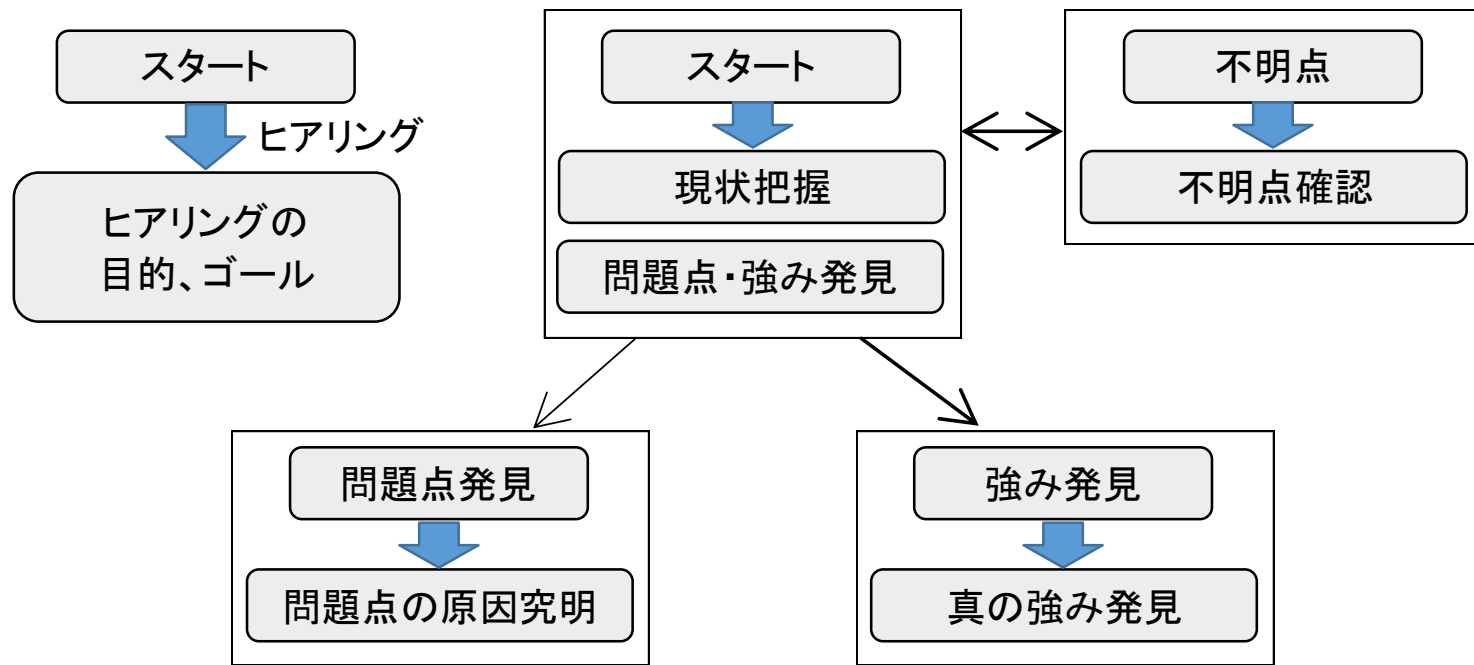 スタート
ヒアリング
ヒアリングの
目的、ゴール
スタート
現状把握
問題点・強み発見
不明点
不明点確認
問題点発見
問題点の原因究明
強み発見
真の強み発見